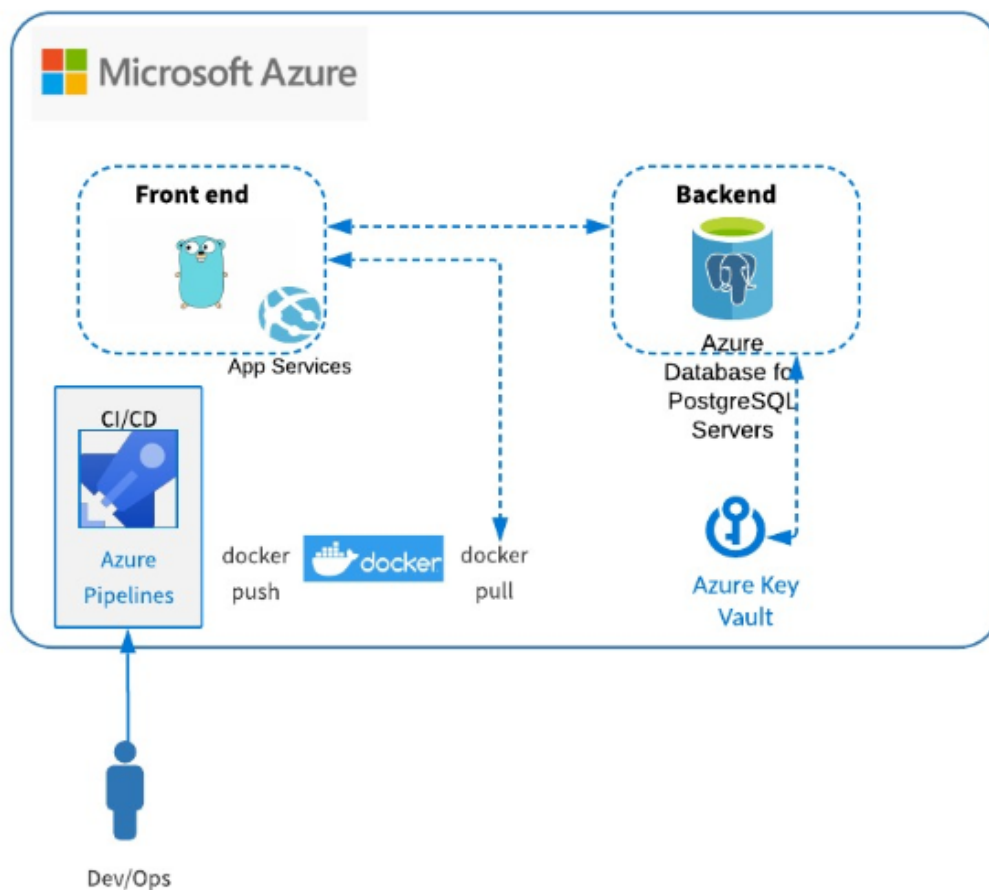 Microsoft Azure
Front end
Backend
App Services
Azure
Database for
PostgreSQL
Servers
CI/CD
Azure
Pipelines
docker
push
docker
docker
pull
Azure Key
Vault
Dev/Ops